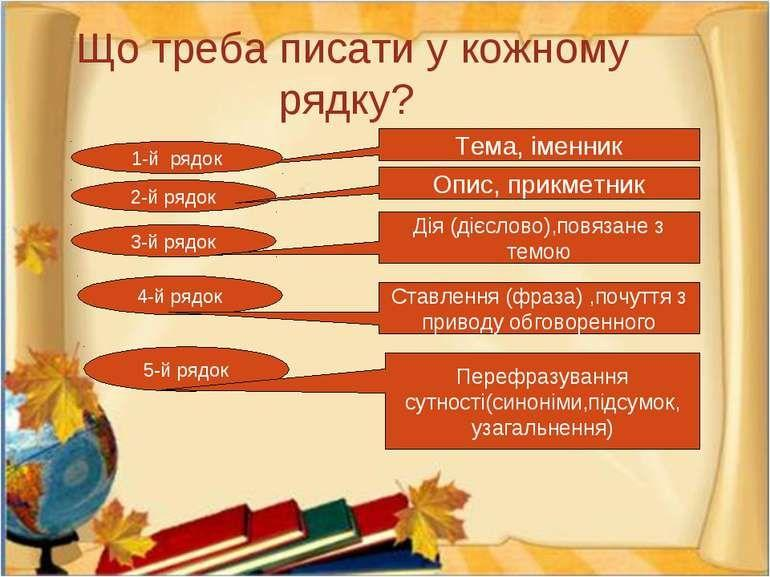 Що треба писати у кожному
рядку?
1-й рядок
Тема, іменник
2-й рядок
Опис, прикметник
3-й рядок
Дія (дієслово),повязане з
темою
4-й рядок
Ставлення (фраза) ,почуття з
приводу обговоренного
5-й рядок
Перефразування
сутності(синоніми,підсумок,
узагальнення)